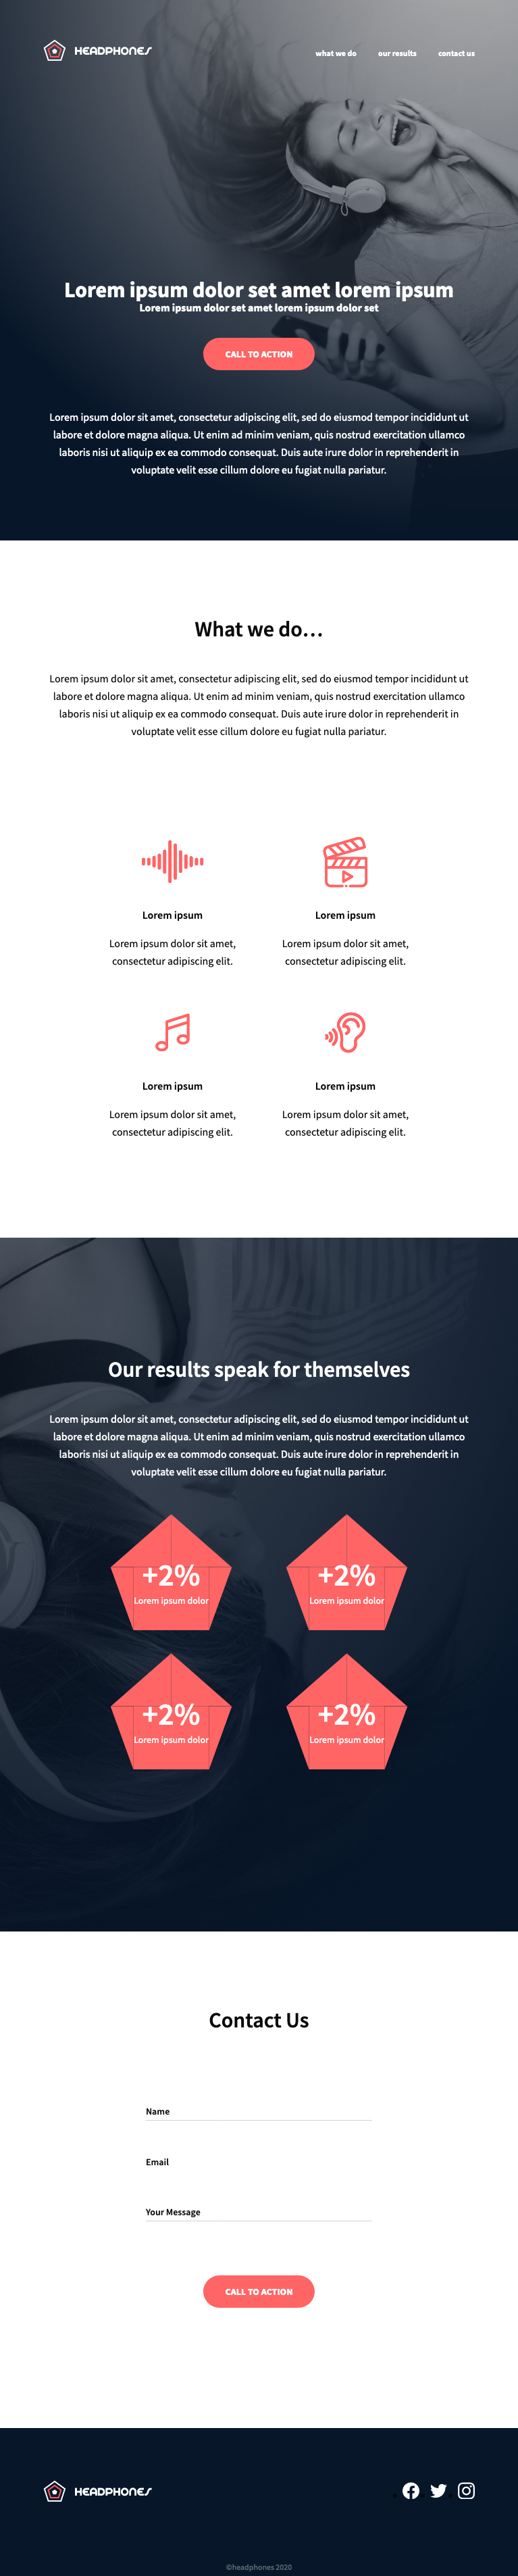 HEADPHONES
what we do our results contact us
Lorem ipsum dolor set amet lorem ipsum
Lorem ipsum dolor set amet lorem ipsum dolor set
CALL TO ACTION
Lorem ipsum dolor sit amet, consectetur adipiscing elit, sed do eiusmod tempor incididunt ut
labore et dolore magna aliqua. Ut enim ad minim veniam, quis nostrud exercitation ullamco
laboris nisi ut aliquip ex ea commodo consequat. Duis aute irure dolor in reprehenderit in
voluptate velit esse cillum dolore eu fugiat nulla pariatur.
What we do...
Lorem ipsum dolor sit amet, consectetur adipiscing elit, sed do eiusmod tempor incididunt ut
labore et dolore magna aliqua. Ut enim ad minim veniam, quis nostrud exercitation ullamco
laboris nisi ut aliquip ex ea commodo consequat. Duis aute irure dolor in reprehenderit in
voluptate velit esse cillum dolore eu fugiat nulla pariatur.
Lorem ipsum
Lorem ipsum dolor sit amet,
consectetur adipiscing elit.
Lorem ipsum
Lorem ipsum dolor sit amet,
consectetur adipiscing elit.
Lorem ipsum
Lorem ipsum dolor sit amet,
consectetur adipiscing elit.
Lorem ipsum
Lorem ipsum dolor sit amet,
consectetur adipiscing elit.
Our results speak for themselves
Lorem ipsum dolor sit amet, consectetur adipiscing elit, sed do eiusmod tempor incididunt ut
labore et dolore magna aliqua. Ut enim ad minim veniam, quis nostrud exercitation ullamco
laboris nisi ut aliquip ex ea commodo consequat. Duis aute irure dolor in reprehenderit in
voluptate velit esse cillum dolore eu fugiat nulla pariatur.
+2%
Lorem ipsum dolor
+2%
Lorem ipsum dolor
+2%
Lorem ipsum dolor
+2%
Lorem ipsum dolor
Contact Us
Name
Email
Your Message
CALL TO ACTION
HEADPHONES
©headphones 2020